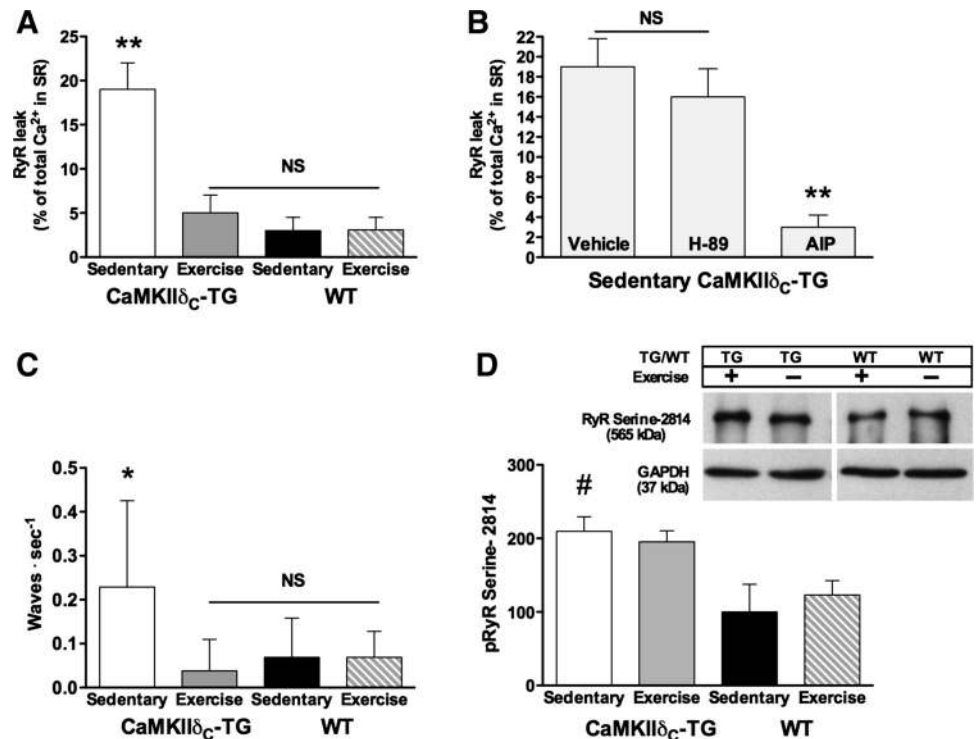 A
RyR leak
(% of total Ca2+ in SR)
25
20
15
10
5
0
**
NS
Sedentary Exercise Sedentary Exercise
CaMKIIδC-TG WT
B
RyR leak
(% of total Ca2+ in SR)
22
20
18
16
14
12
10
8
6
4
2
0
NS
**
Vehicle H-89 AIP
Sedentary CaMKIIδC-TG
C
Waves · sec-1
0.5
0.4
0.3
0.2
0.1
0.0
*
NS
Sedentary Exercise Sedentary Exercise
CaMKIIδC-TG WT
D
TG/WT TG TG WT WT
Exercise + − + −
RyR Serine-2814
(565 kDa)
GAPDH
(37 kDa)
pRyR Serine- 2814
300
200
100
0
#
Sedentary Exercise Sedentary Exercise
CaMKIIδC-TG WT